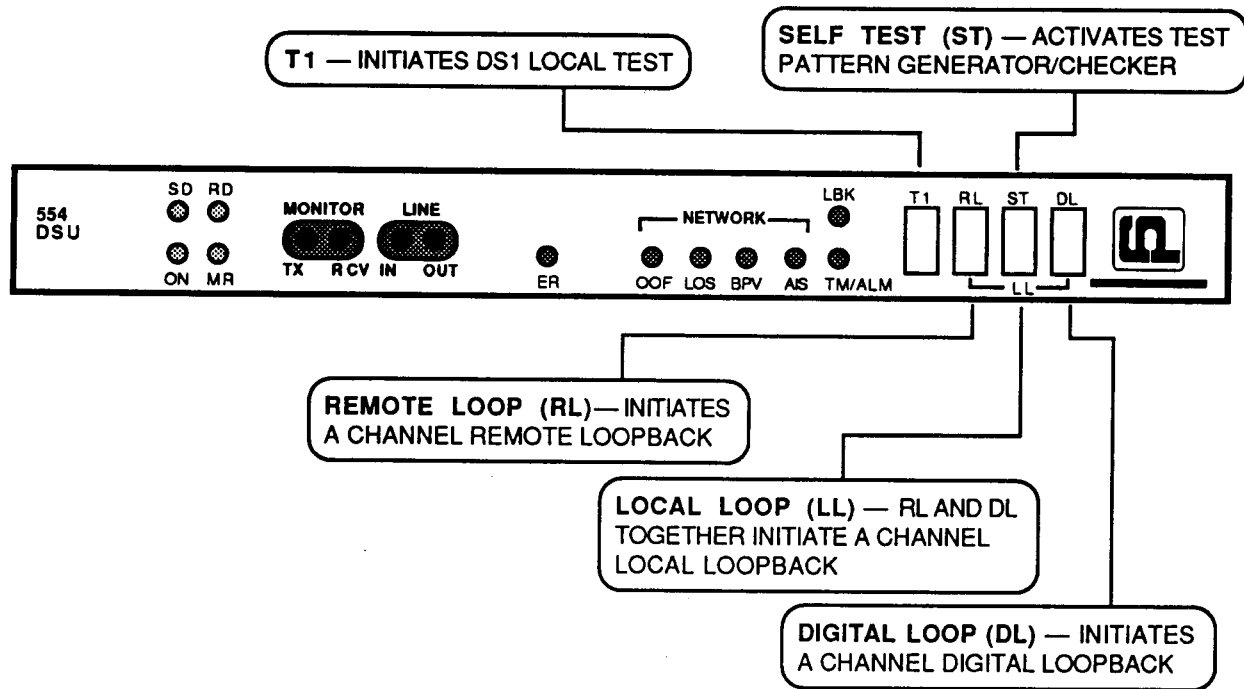 T1 — INITIATES DS1 LOCAL TEST
SELF TEST (ST) — ACTIVATES TEST
PATTERN GENERATOR/CHECKER
554
DSU
SD RD
ON MR
MONITOR LINE
TX RCV IN OUT
ER
NETWORK
OOF LOS BPV AIS
LBK
TM/ALM
T1 RL ST DL
LL
REMOTE LOOP (RL) — INITIATES
A CHANNEL REMOTE LOOPBACK
LOCAL LOOP (LL) — RL AND DL
TOGETHER INITIATE A CHANNEL
LOCAL LOOPBACK
DIGITAL LOOP (DL) — INITIATES
A CHANNEL DIGITAL LOOPBACK